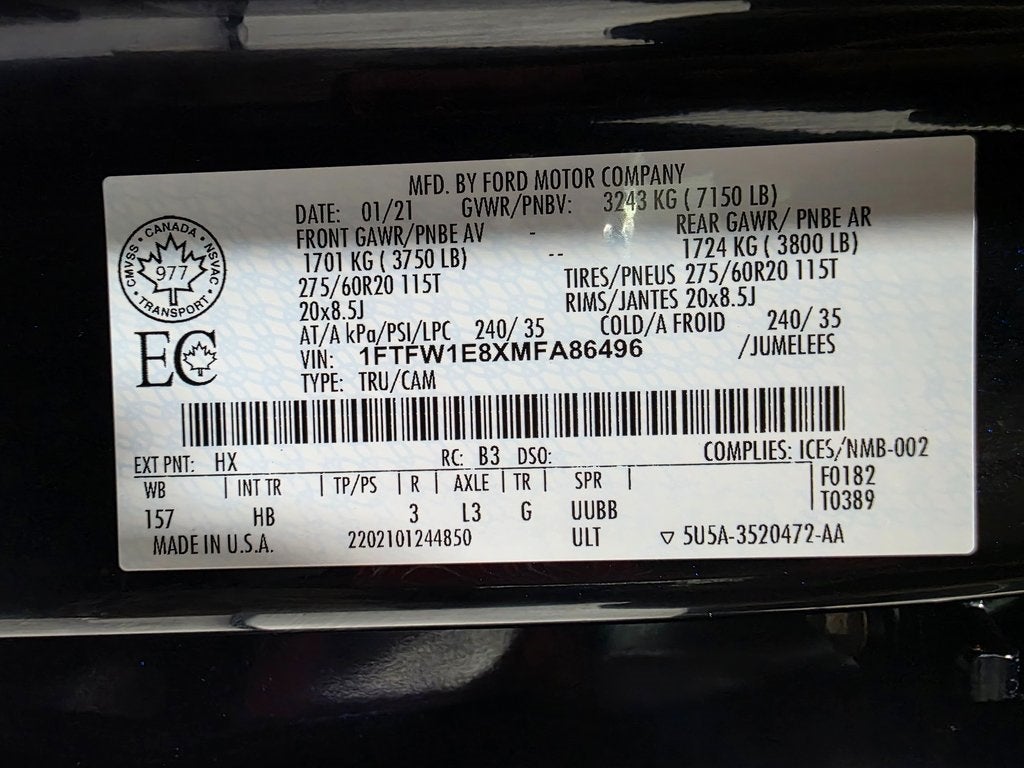 MFD. BY FORD MOTOR COMPANY
DATE: 01/21 GVWR/PNBV: 3243 KG ( 7150 LB)
FRONT GAWR/PNBE AV - REAR GAWR/ PNBE AR
1701 KG ( 3750 LB) -- 1724 KG ( 3800 LB)
275/60R20 115T TIRES/PNEUS 275/60R20 115T
20x8.5J RIMS/JANTES 20x8.5J
AT/A kPa/PSI/LPC 240/ 35 COLD/A FROID 240/ 35
VIN: 1FTFW1E8XMFA86496 /JUMELEES
TYPE: TRU/CAM
CANADA
CMVSS NSVAC
977
TRANSPORT
EC
EXT PNT: HX RC: B3 DSO: COMPLIES: ICES/NMB-002
WB | INT TR | TP/PS | R | AXLE | TR | SPR | F0182
T0389
157 HB 3 L3 G UUBB
MADE IN U.S.A. 2202101244850 ULT ▽ 5U5A-3520472-AA